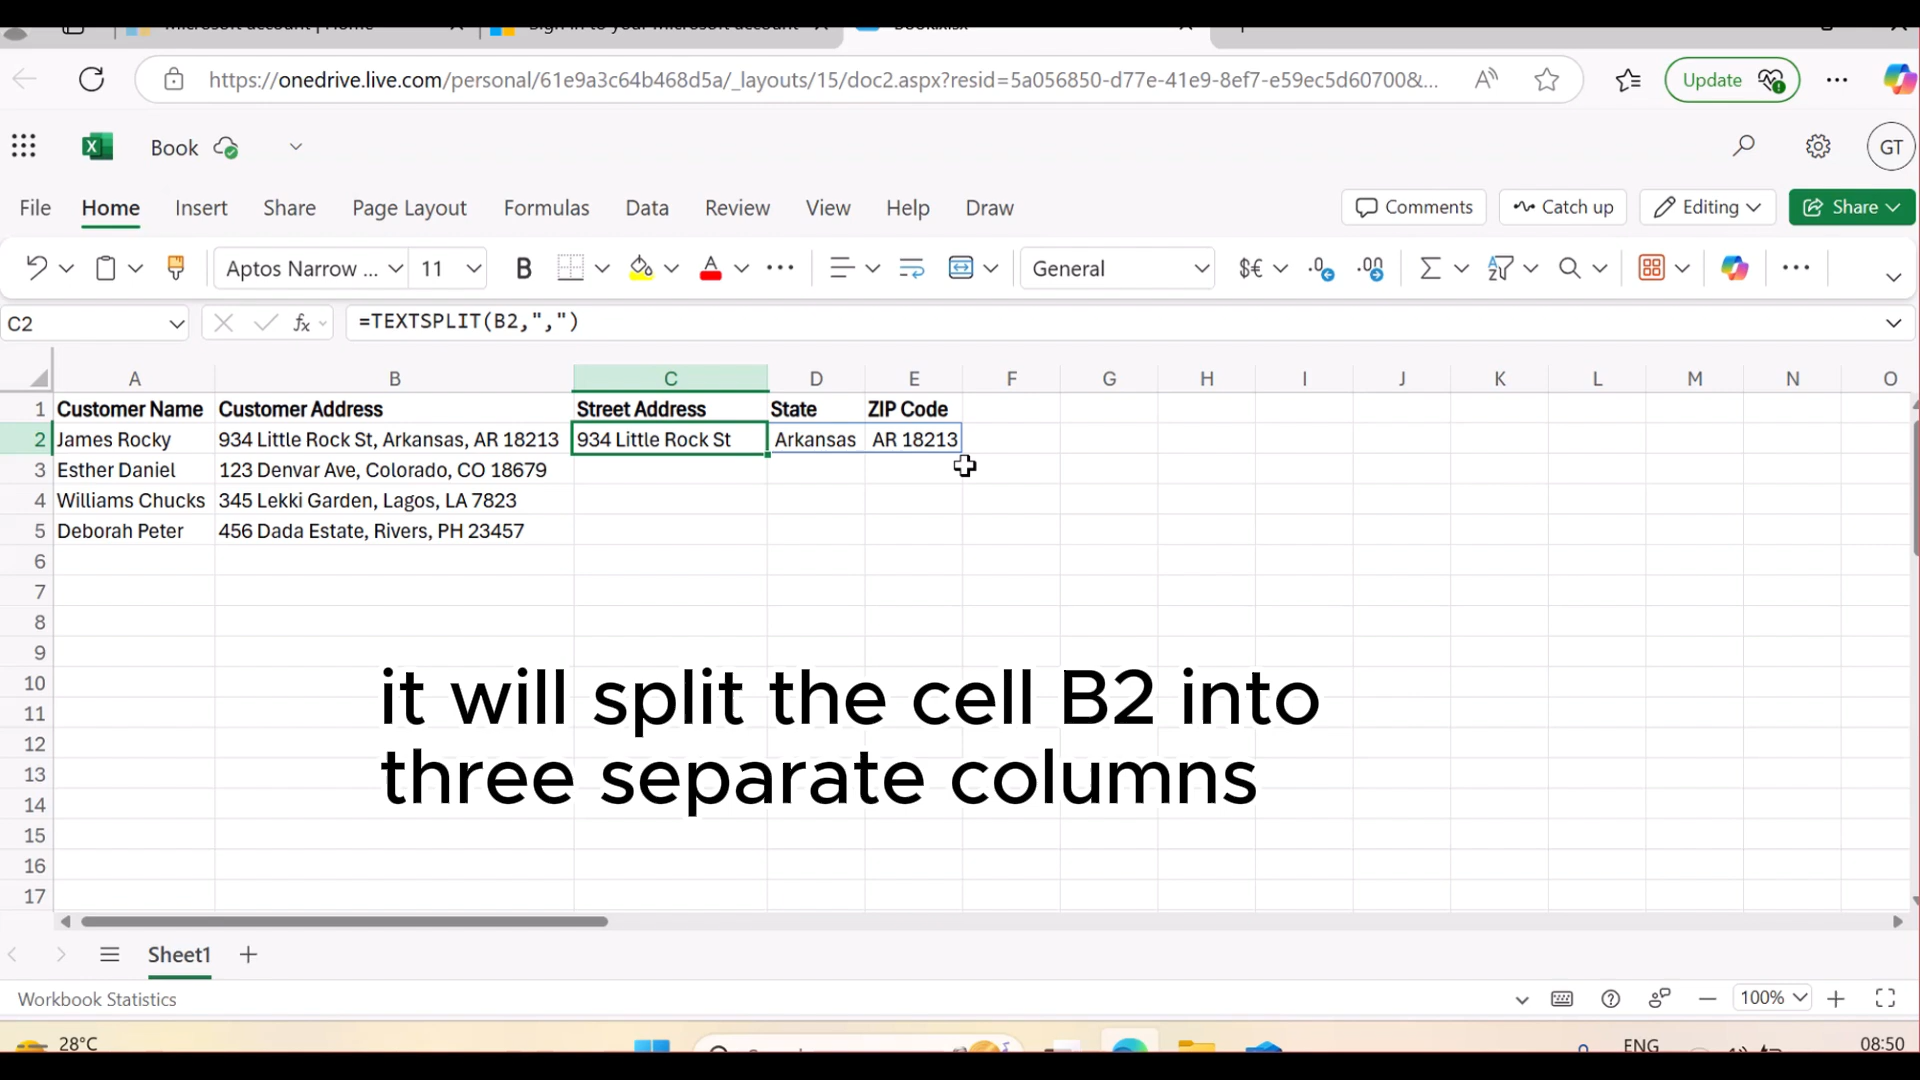 https://onedrive.live.com/personal/61e9a3c64b468d5a/_layouts/15/doc2.aspx?resid=5a056850-d77e-41e9-8ef7-e59ec5d60700&...
Update
Book
GT
File Home Insert Share Page Layout Formulas Data Review View Help Draw
Comments Catch up Editing Share
Aptos Narrow ... 11 B A General $€
C2 fx =TEXTSPLIT(B2,",")
A B C D E F G H I J K L M N O
1 Customer Name Customer Address Street Address State ZIP Code
2 James Rocky 934 Little Rock St, Arkansas, AR 18213 934 Little Rock St Arkansas AR 18213
3 Esther Daniel 123 Denvar Ave, Colorado, CO 18679
4 Williams Chucks 345 Lekki Garden, Lagos, LA 7823
5 Deborah Peter 456 Dada Estate, Rivers, PH 23457
6
7
8
9
10
11
12
13
14
15
16
17
it will split the cell B2 into
three separate columns
Sheet1
Workbook Statistics
100%
28°C
ENG
08:50